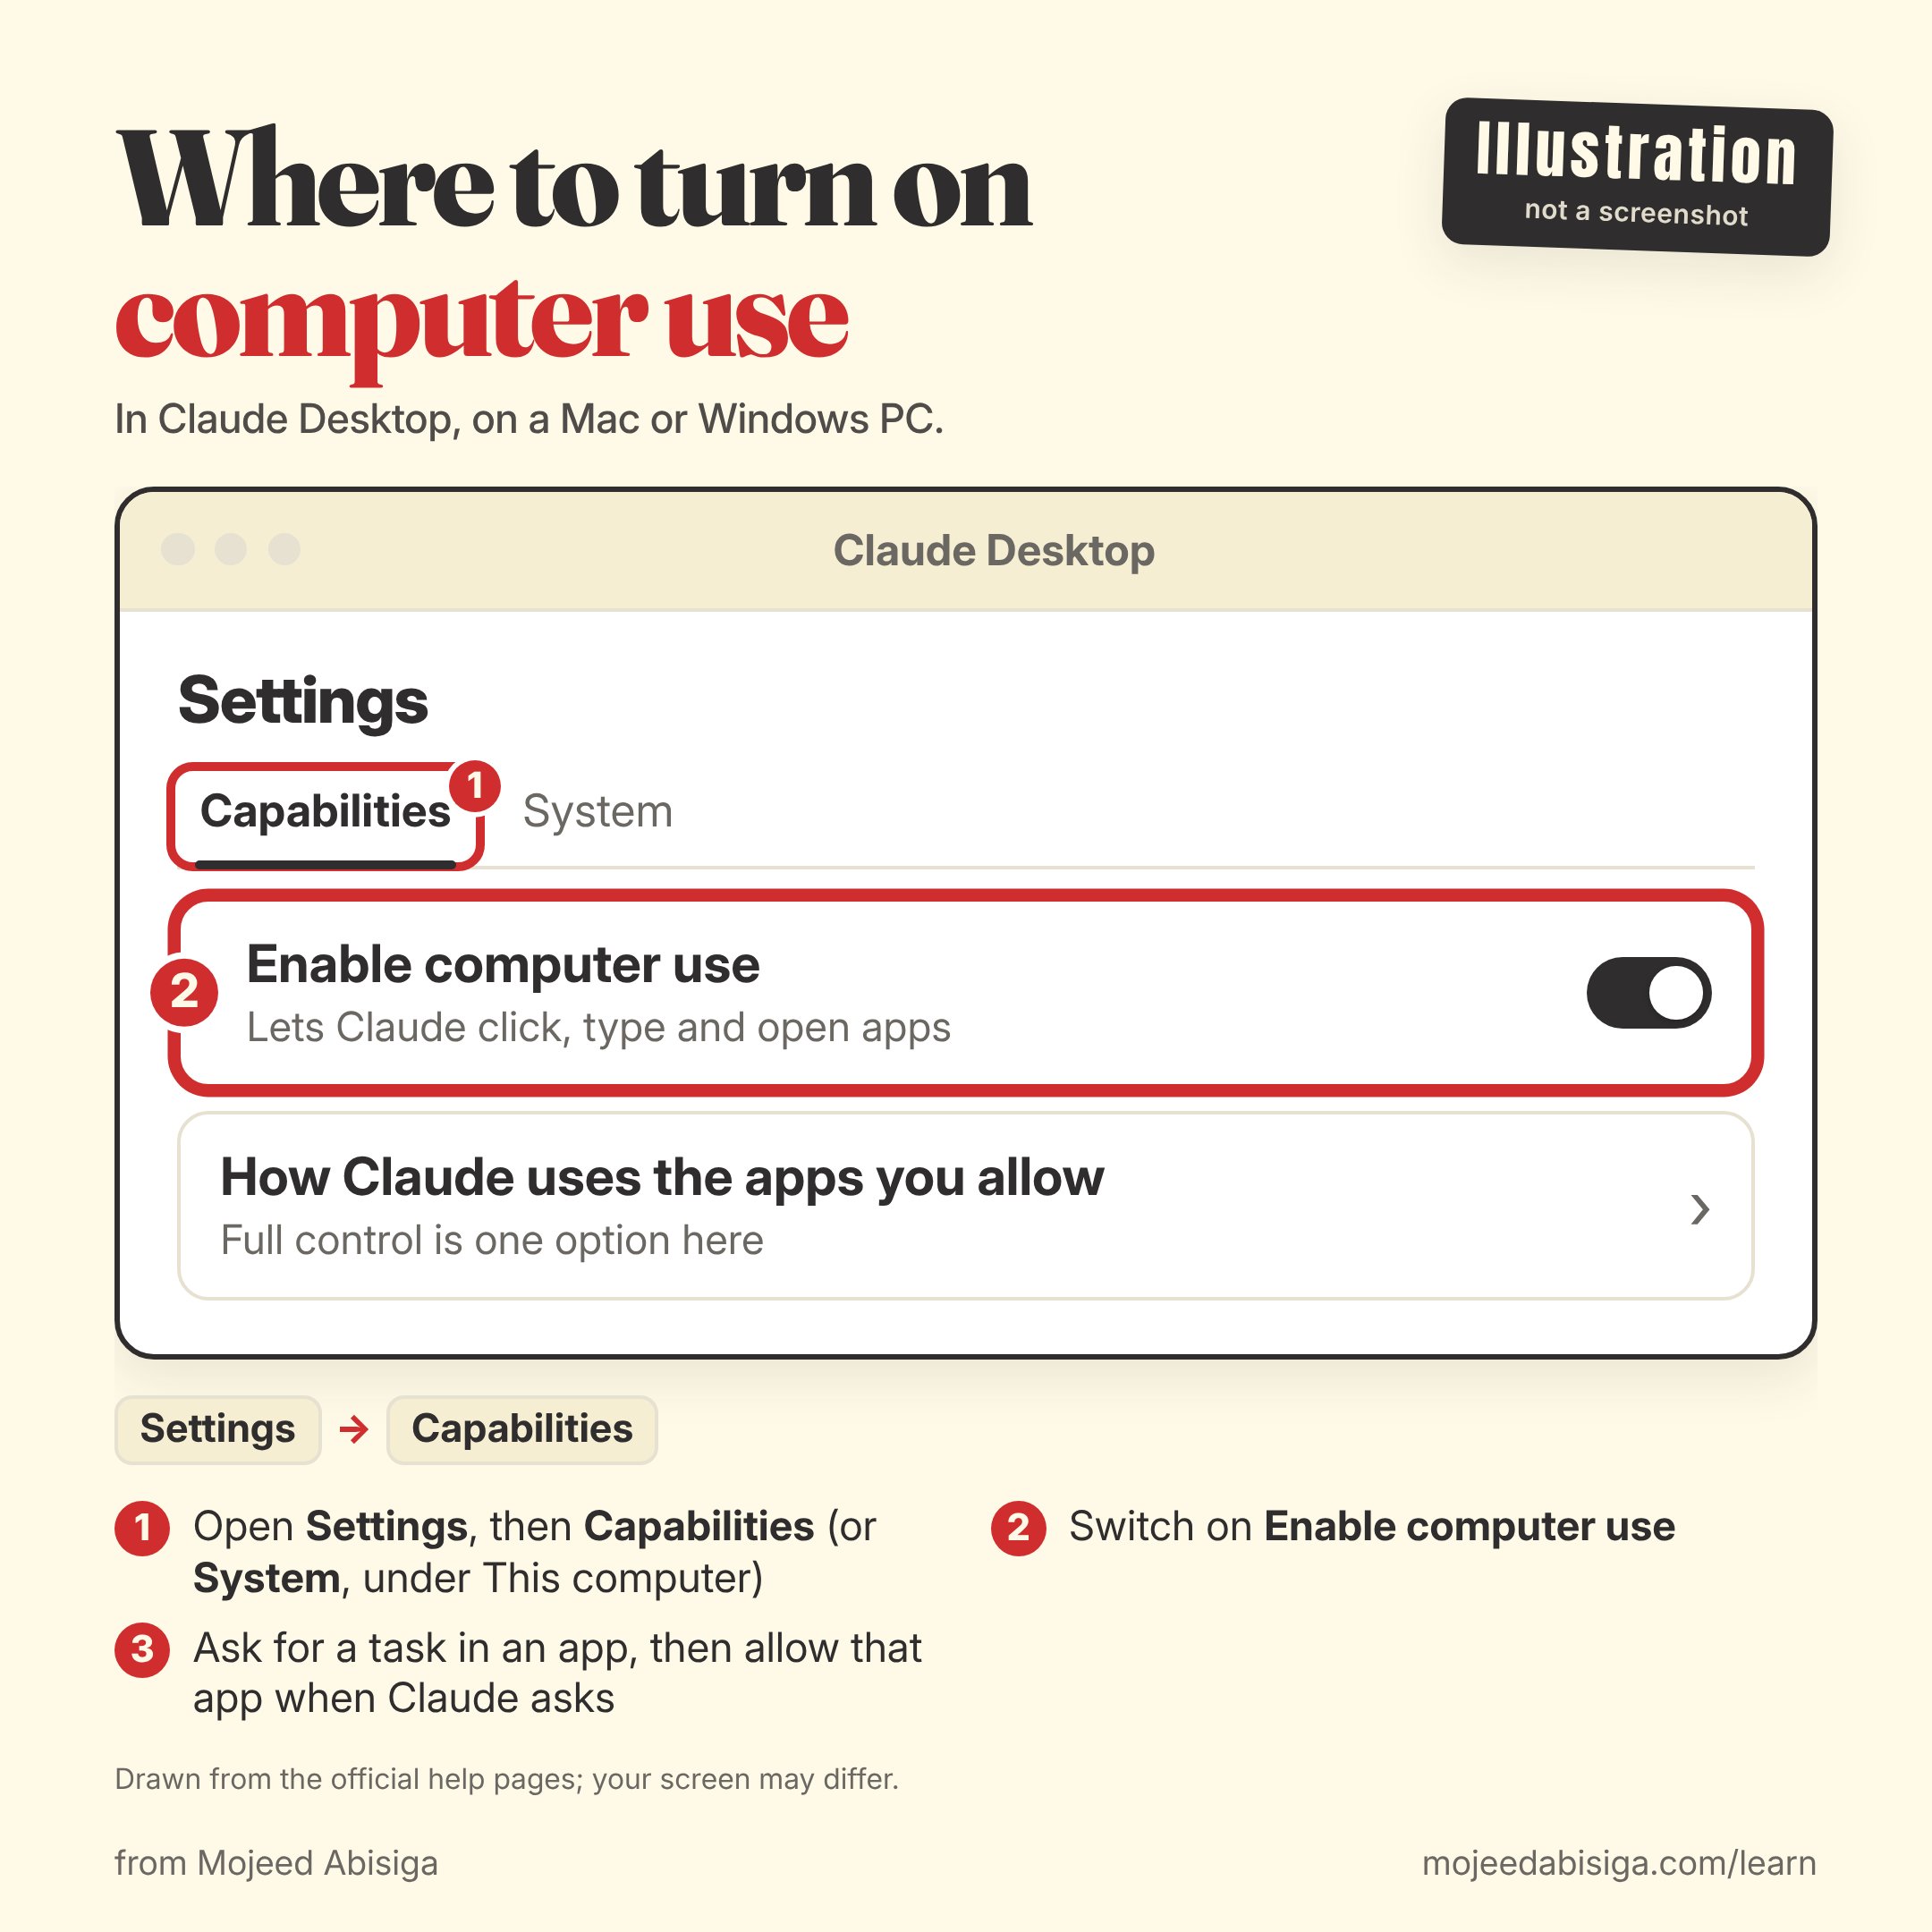 Where to turn on
computer use
Illustration
not a screenshot
In Claude Desktop, on a Mac or Windows PC.
Claude Desktop
Settings
Capabilities 1 System
2
Enable computer use
Lets Claude click, type and open apps
How Claude uses the apps you allow
Full control is one option here
›
Settings → Capabilities
1 Open Settings, then Capabilities (or
System, under This computer)
2 Switch on Enable computer use
3 Ask for a task in an app, then allow that
app when Claude asks
Drawn from the official help pages; your screen may differ.
from Mojeed Abisiga
mojeedabisiga.com/learn